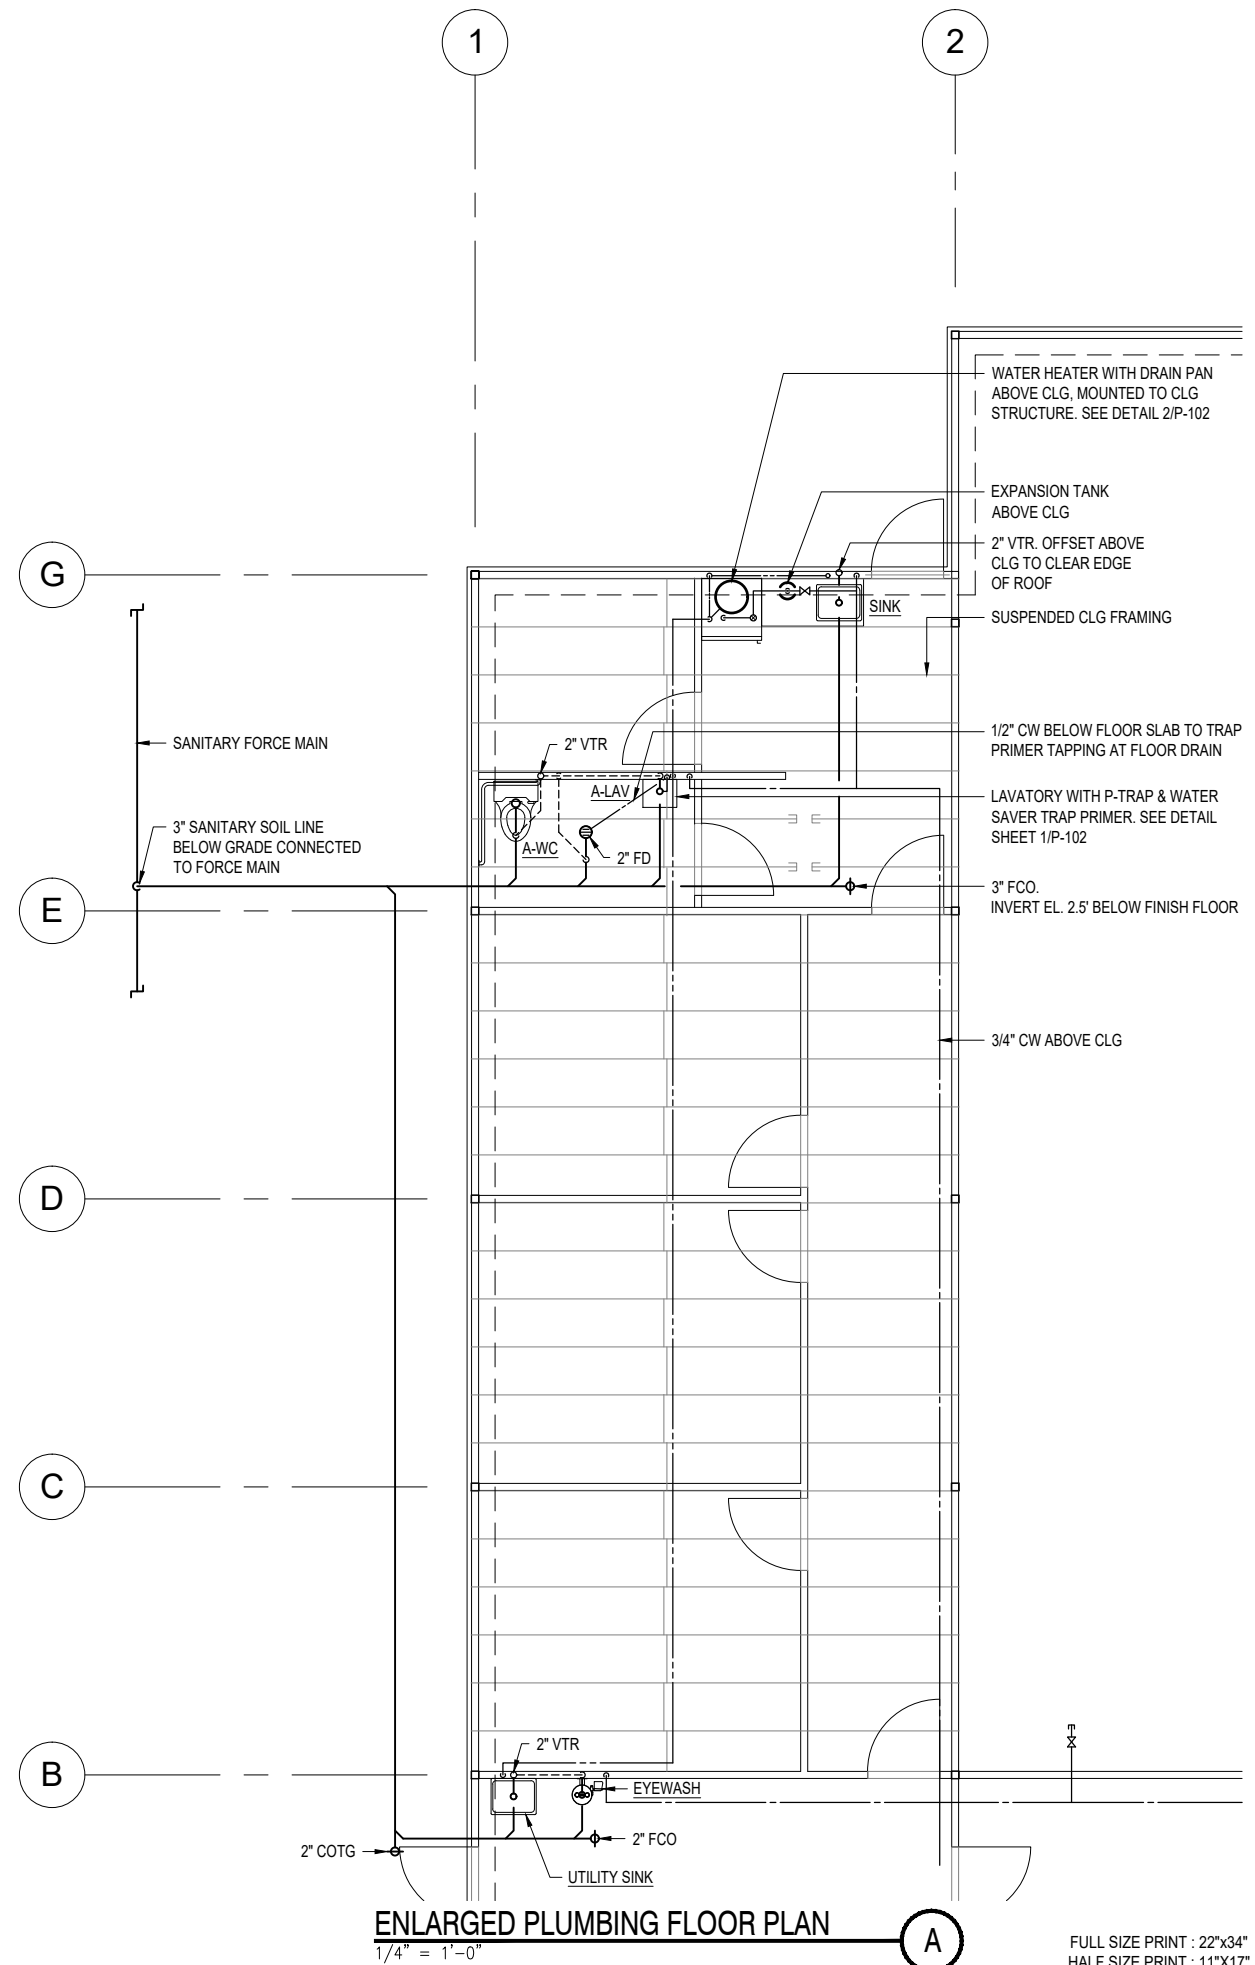 1
2
WATER HEATER WITH DRAIN PAN
ABOVE CLG, MOUNTED TO CLG
STRUCTURE. SEE DETAIL 2/P-102
EXPANSION TANK
ABOVE CLG
2" VTR. OFFSET ABOVE
CLG TO CLEAR EDGE
OF ROOF
G
SINK
SUSPENDED CLG FRAMING
SANITARY FORCE MAIN
2" VTR
1/2" CW BELOW FLOOR SLAB TO TRAP
PRIMER TAPPING AT FLOOR DRAIN
A-LAV
LAVATORY WITH P-TRAP & WATER
SAVER TRAP PRIMER. SEE DETAIL
SHEET 1/P-102
3" SANITARY SOIL LINE
BELOW GRADE CONNECTED
TO FORCE MAIN
A-WC
2" FD
3" FCO.
INVERT EL. 2.5' BELOW FINISH FLOOR
E
3/4" CW ABOVE CLG
D
C
2" VTR
B
EYEWASH
2" FCO
2" COTG
UTILITY SINK
ENLARGED PLUMBING FLOOR PLAN
1/4" = 1'-0"
A
FULL SIZE PRINT : 22"x34"
HALF SIZE PRINT : 11"X17"